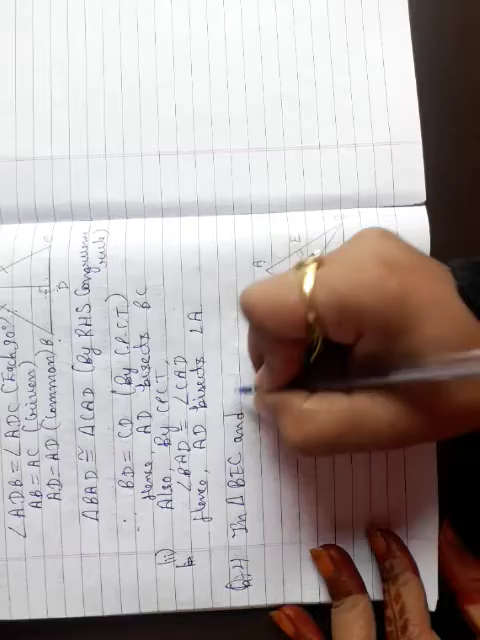 ∠ADB = ∠ADC (Each 90°)
AB = AC (Given)
AD = AD (Common)
ΔBAD ≅ ΔCAD (By RHS Congruence rule)
∴ BD = CD (By C.P.C.T.)
Hence, AD bisects BC
(ii) Also, By CPCT,
∠BAD = ∠CAD
Hence, AD bisects ∠A
In ΔBEC and
B
D
C
A
E